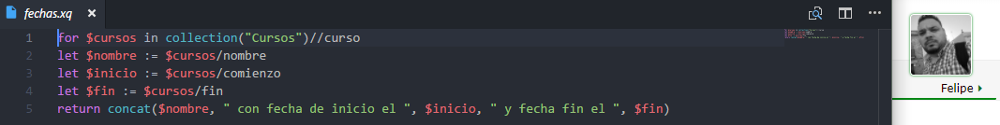 fechas.xq
1 for $cursos in collection("Cursos")//curso
2 let $nombre := $cursos/nombre
3 let $inicio := $cursos/comienzo
4 let $fin := $cursos/fin
5 return concat($nombre, " con fecha de inicio el ", $inicio, " y fecha fin el ", $fin)
Felipe